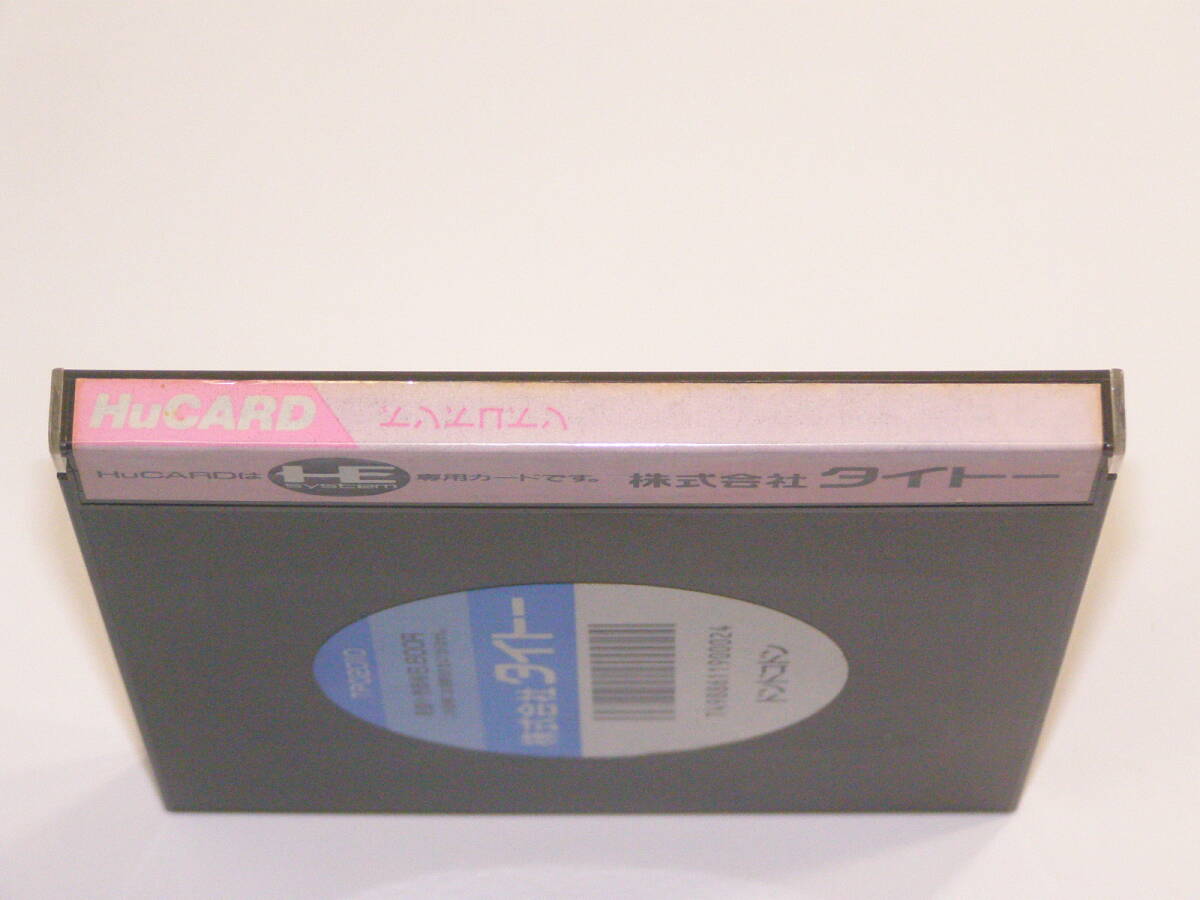 HuCARD
ドンドコドン
HuCARDは HE SYSTEM 専用カードです。 株式会社 タイトー
TP02010
株式会社 タイトー
T4988611900024
ドンドコドン